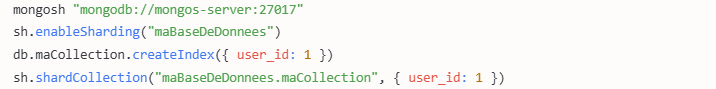 mongosh "mongodb://mongos-server:27017"
sh.enableSharding("maBaseDeDonnees")
db.maCollection.createIndex({ user_id: 1 })
sh.shardCollection("maBaseDeDonnees.maCollection", { user_id: 1 })